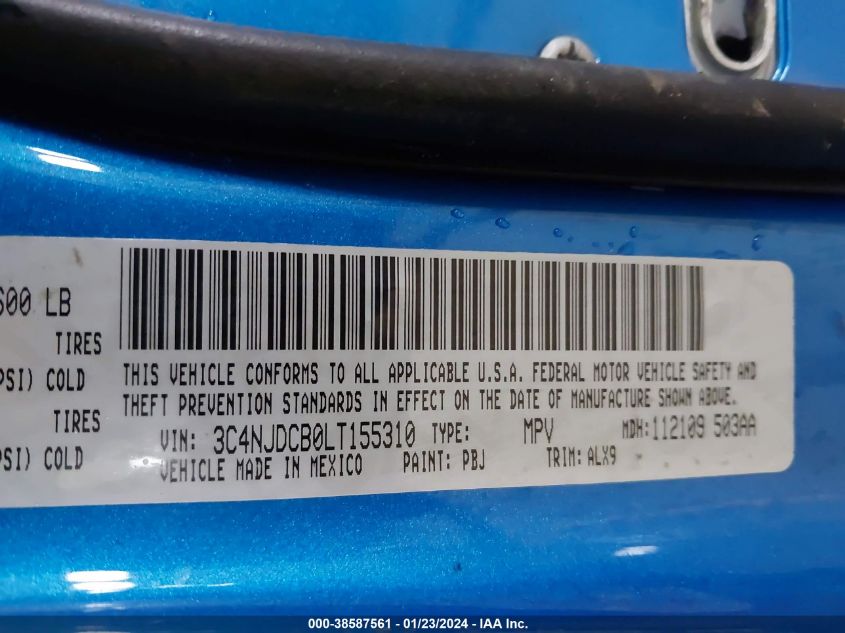 600 LB
TIRES
PSI) COLD
TIRES
PSI) COLD
THIS VEHICLE CONFORMS TO ALL APPLICABLE U.S.A. FEDERAL MOTOR VEHICLE SAFETY AND
THEFT PREVENTION STANDARDS IN EFFECT ON THE DATE OF MANUFACTURE SHOWN ABOVE.
VIN: 3C4NJDCB0LT155310 TYPE: MPV MDH:112109 503AA
VEHICLE MADE IN MEXICO PAINT: PBJ TRIM: ALX9
000-38587561 - 01/23/2024 - IAA Inc.